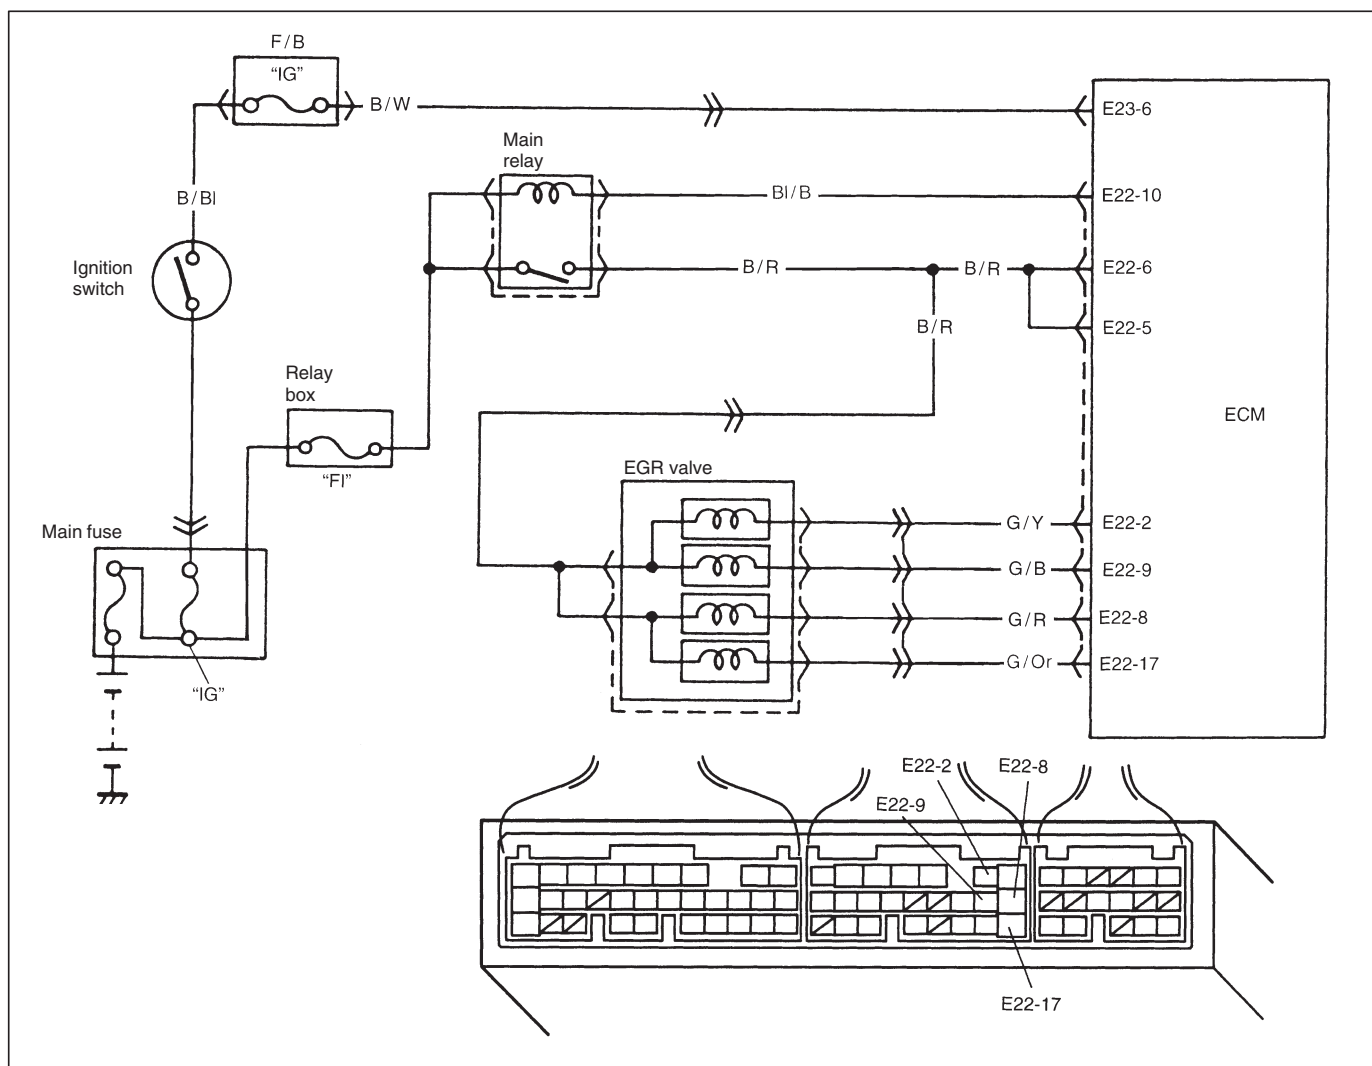 F/B
“IG”
B/W
E23-6
Main
relay
B/Bl
Bl/B
E22-10
Ignition
switch
B/R
B/R
E22-6
B/R
E22-5
Relay
box
ECM
“FI”
EGR valve
Main fuse
G/Y
E22-2
G/B
E22-9
G/R
E22-8
G/Or
E22-17
“IG”
E22-2
E22-8
E22-9
E22-17